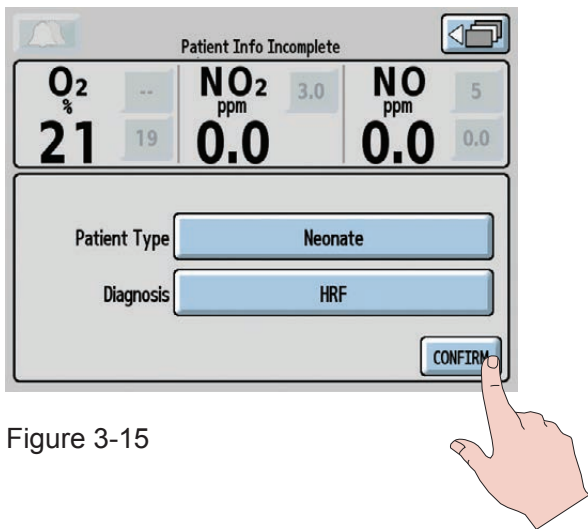 Patient Info Incomplete
O2
%
21
--
19
NO2
ppm
0.0
3.0
NO
ppm
0.0
5
0.0
Patient Type
Neonate
Diagnosis
HRF
CONFIRM
Figure 3-15